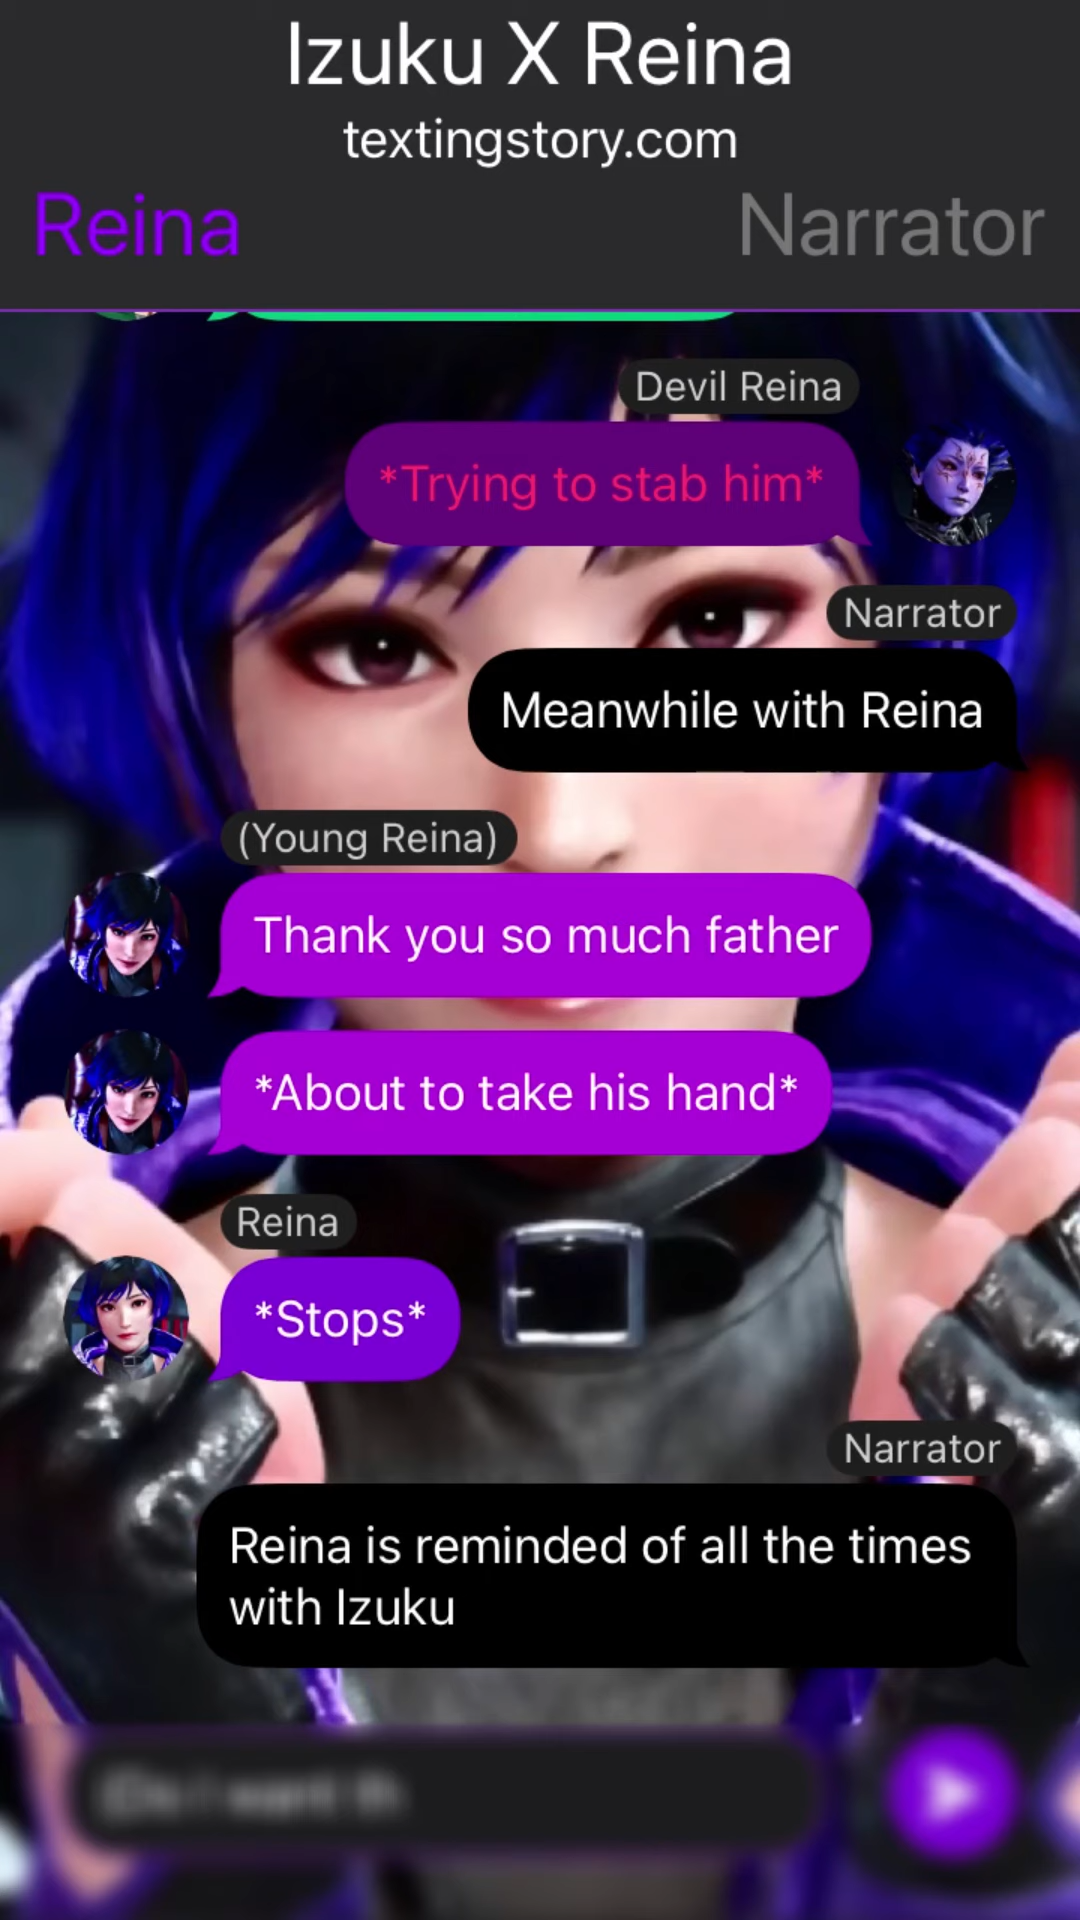 Izuku X Reina
textingstory.com
Reina
Narrator
Devil Reina
*Trying to stab him*
Narrator
Meanwhile with Reina
(Young Reina)
Thank you so much father
*About to take his hand*
Reina
*Stops*
Narrator
Reina is reminded of all the times
with Izuku